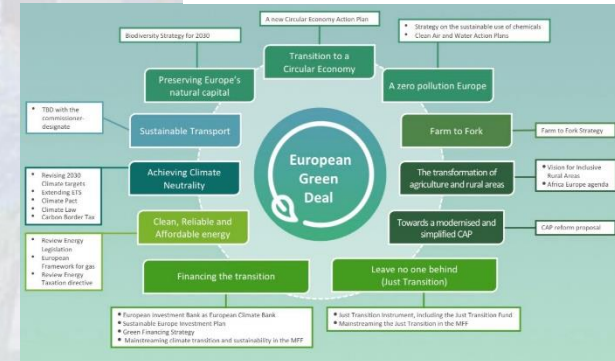 A new Circular Economy Action Plan
Biodiversity Strategy for 2030
Transition to a
Circular Economy
• Strategy on the sustainable use of chemicals
• Clean Air and Water Action Plans
Preserving Europe's
natural capital
A zero pollution Europe
• TBD with the
commissioner-
designate
Sustainable Transport
Farm to Fork
Farm to Fork Strategy
European
Green
Deal
• Revising 2030
Climate targets
• Extending ETS
• Climate Pact
• Climate Law
• Carbon Border Tax
Achieving Climate
Neutrality
The transformation of
agriculture and rural areas
• Vision for Inclusive
Rural Areas
• Africa Europe agenda
• Review Energy
Legislation
• European
Framework for gas
• Review Energy
Taxation directive
Clean, Reliable and
Affordable energy
Towards a modernised and
simplified CAP
CAP reform proposal
Financing the transition
Leave no one behind
(Just Transition)
• European Investment Bank as European Climate Bank
• Sustainable Europe Investment Plan
• Green Financing Strategy
• Mainstreaming climate transition and sustainability in the MFF
• Just Transition Instrument, including the Just Transition Fund
• Mainstreaming the Just Transition in the MFF